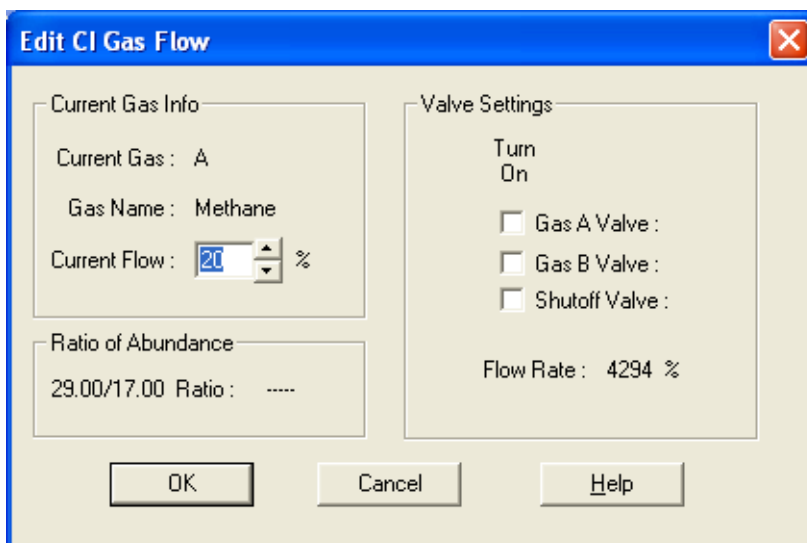 Edit CI Gas Flow
Current Gas Info
Current Gas : A
Gas Name : Methane
Current Flow : 20 %
Ratio of Abundance
29.00/17.00 Ratio : -----
Valve Settings
Turn
On
Gas A Valve :
Gas B Valve :
Shutoff Valve :
Flow Rate : 4294 %
OK
Cancel
Help